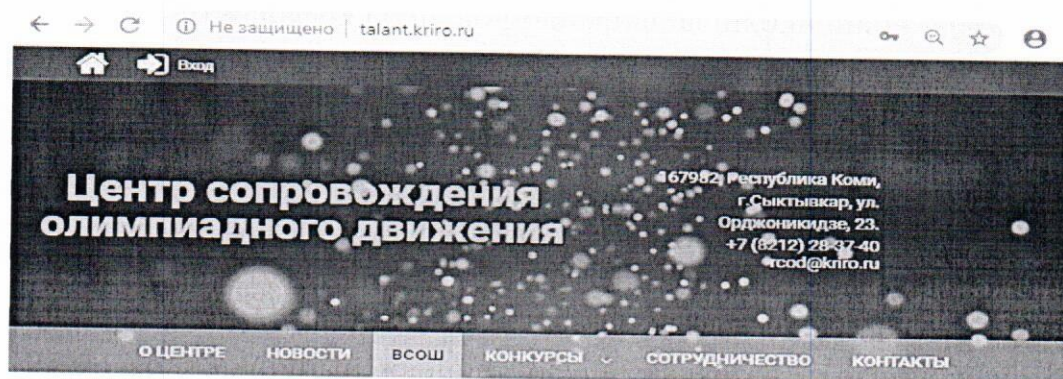 Не защищено | talant.kriro.ru
Вход
Центр сопровождения
олимпиадного движения
167982, Республика Коми,
г.Сыктывкар, ул.
Орджоникидзе, 23.
+7 (8212) 28-37-40
rcod@kriro.ru
О ЦЕНТРЕ НОВОСТИ ВСОШ КОНКУРСЫ СОТРУДНИЧЕСТВО КОНТАКТЫ